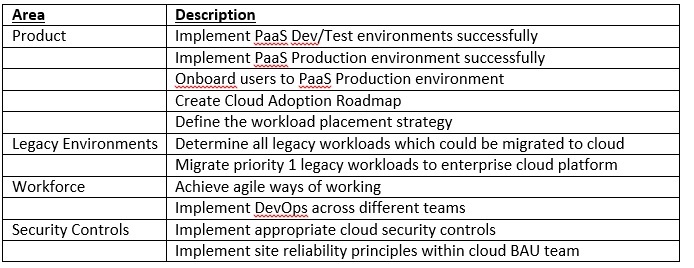 Area Description
Product Implement PaaS Dev/Test environments successfully
Implement PaaS Production environment successfully
Onboard users to PaaS Production environment
Create Cloud Adoption Roadmap
Define the workload placement strategy
Legacy Environments Determine all legacy workloads which could be migrated to cloud
Migrate priority 1 legacy workloads to enterprise cloud platform
Workforce Achieve agile ways of working
Implement DevOps across different teams
Security Controls Implement appropriate cloud security controls
Implement site reliability principles within cloud BAU team